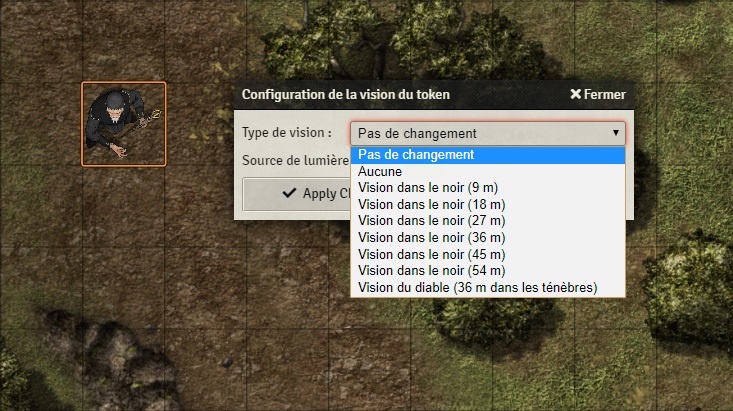 Configuration de la vision du token
Fermer
Type de vision :
Pas de changement
Pas de changement
Source de lumière
Aucune
Vision dans le noir (9 m)
Apply C
Vision dans le noir (18 m)
Vision dans le noir (27 m)
Vision dans le noir (36 m)
Vision dans le noir (45 m)
Vision dans le noir (54 m)
Vision du diable (36 m dans les ténèbres)